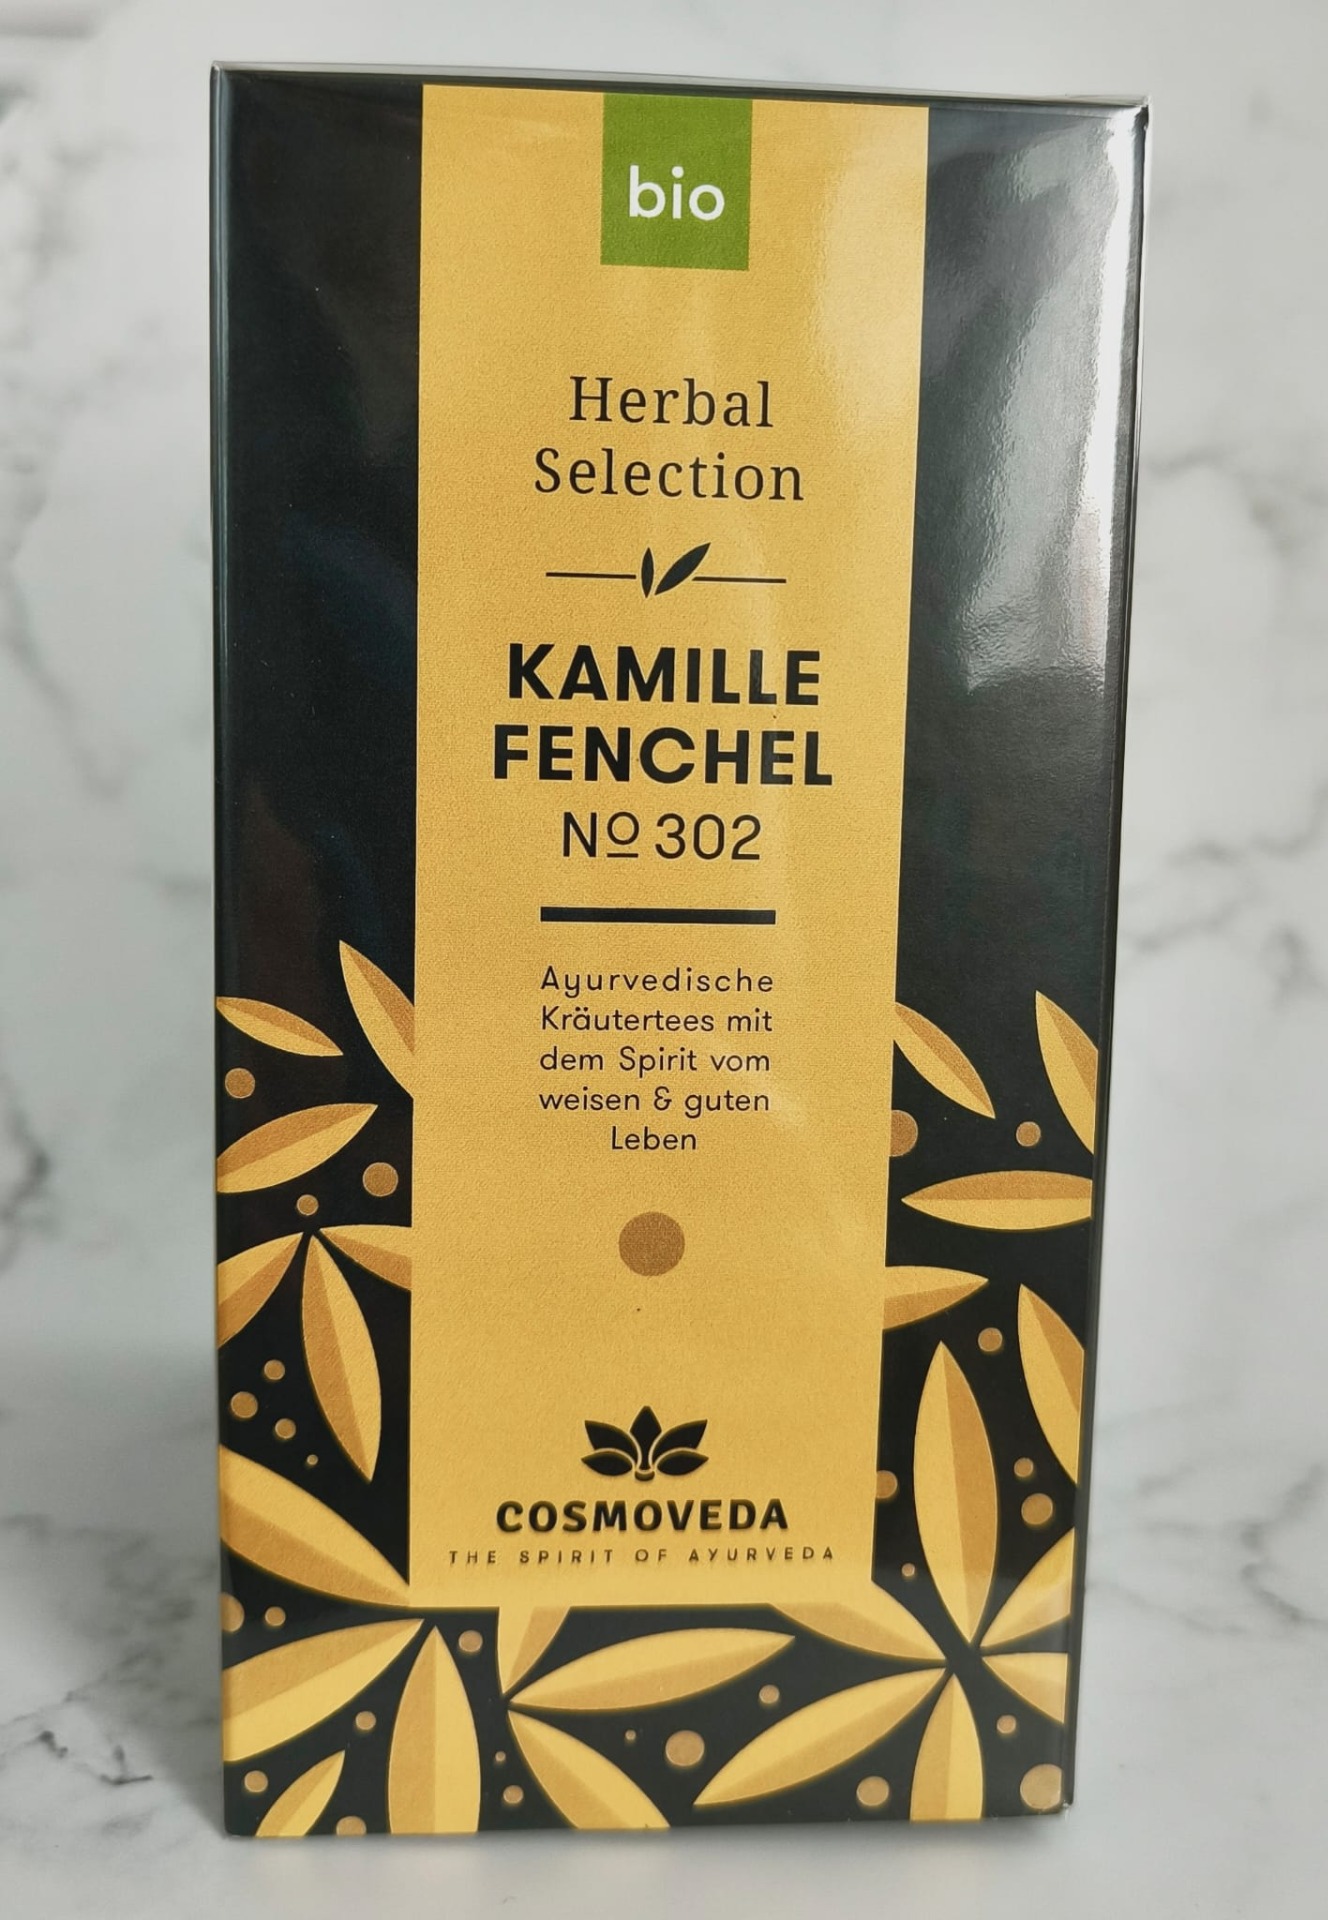 bio
Herbal
Selection
KAMILLE
FENCHEL
Nº 302
Ayurvedische
Kräutertees mit
dem Spirit vom
weisen & guten
Leben
COSMOVEDA
THE SPIRIT OF AYURVEDA